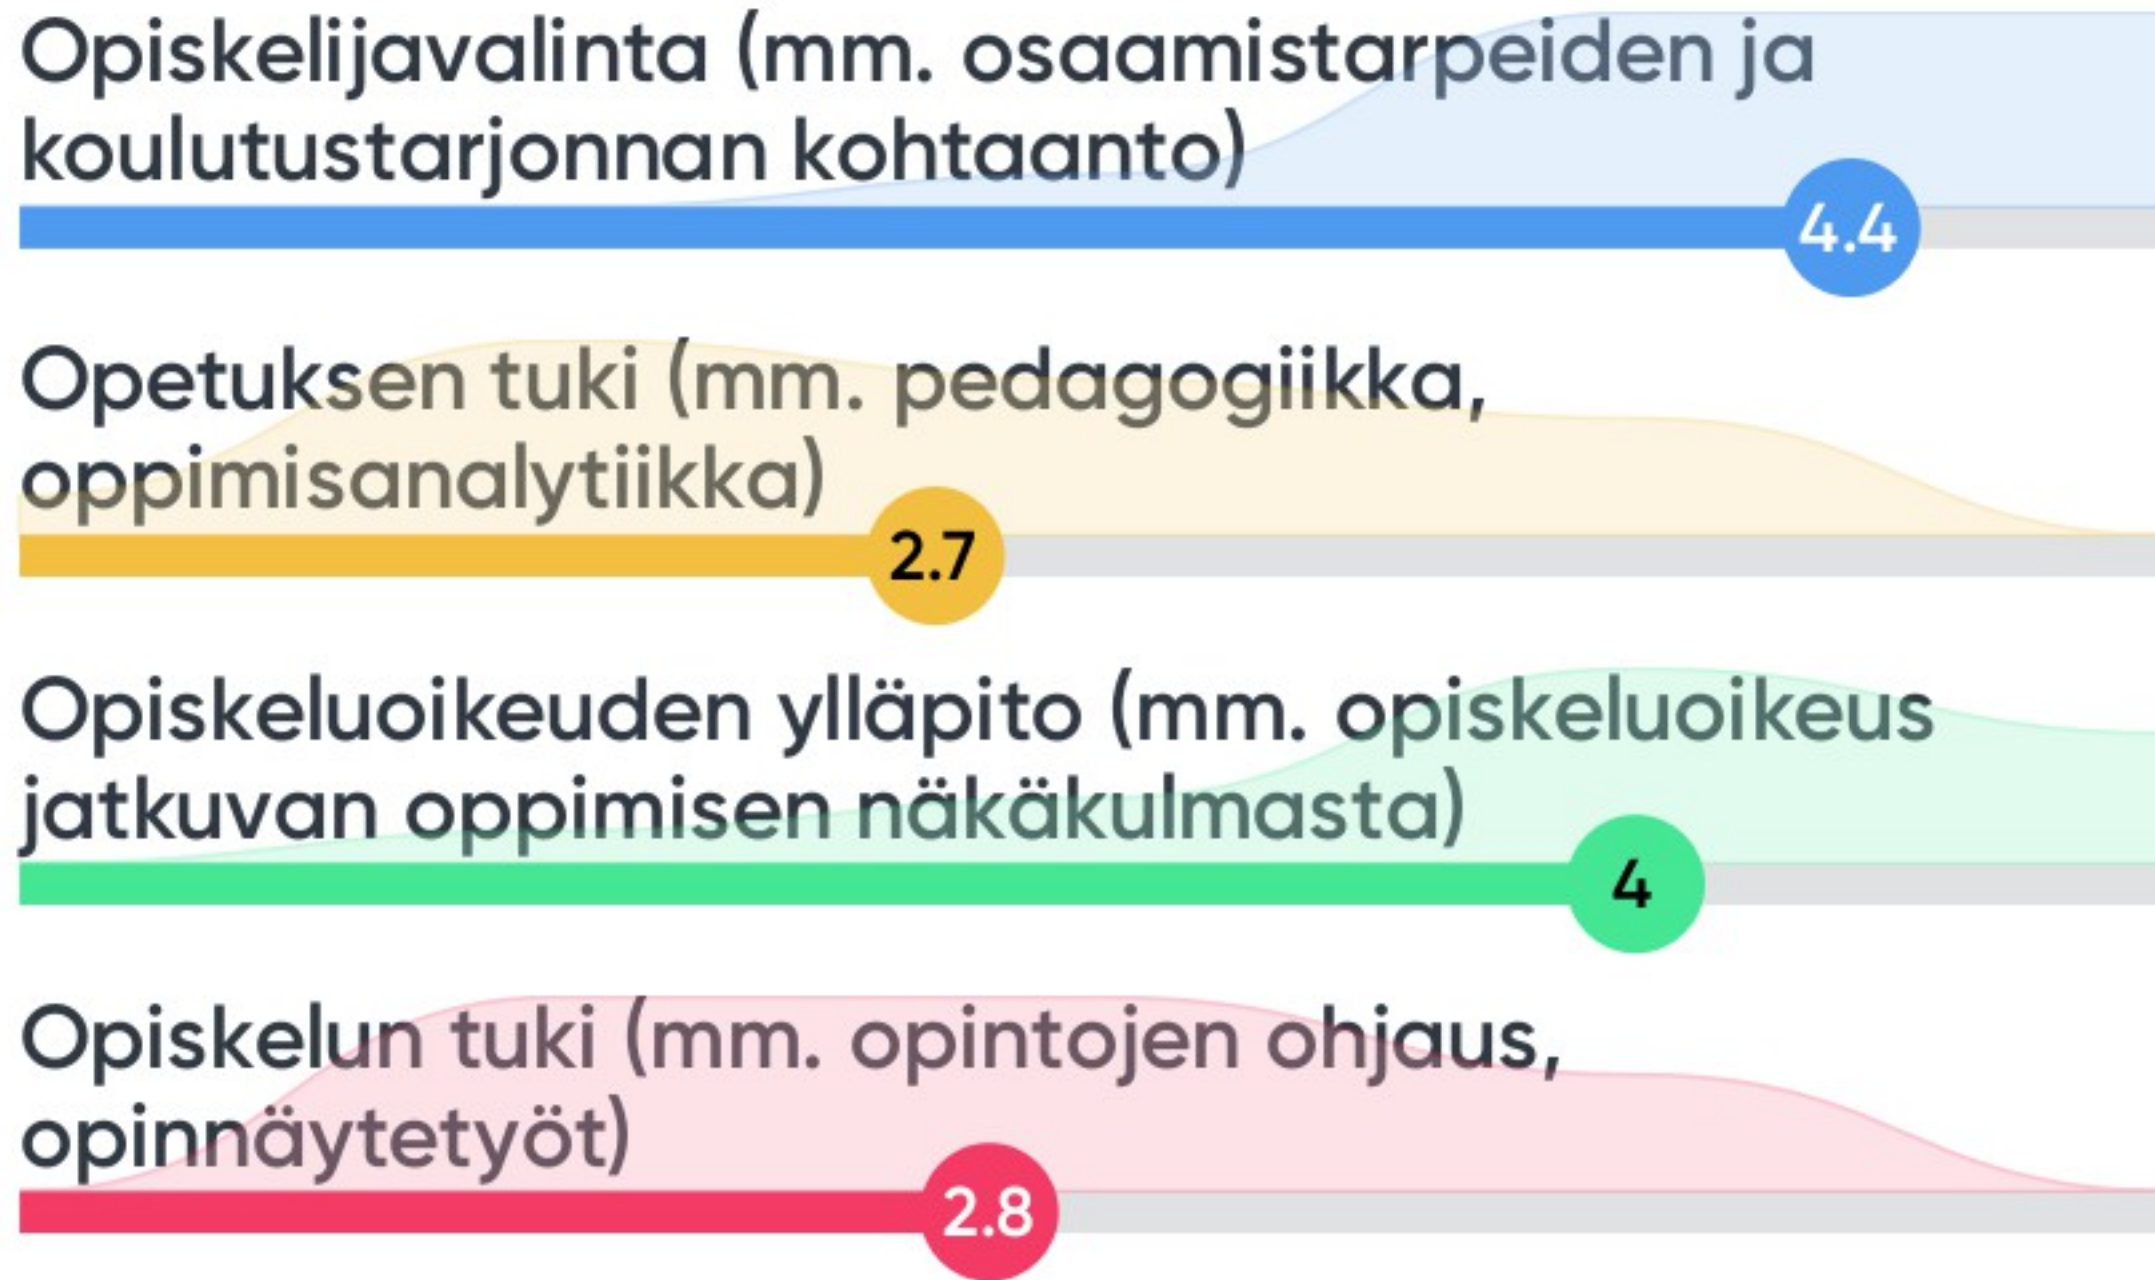 Opiskelijavalinta (mm. osaamistarpeiden ja
koulutustarjonnan kohtaanto)
4.4
Opetuksen tuki (mm. pedagogiikka,
oppimisanalytiikka)
2.7
Opiskeluoikeuden ylläpito (mm. opiskeluoikeus
jatkuvan oppimisen näkäkulmasta)
4
Opiskelun tuki (mm. opintojen ohjaus,
opinnäytetyöt)
2.8